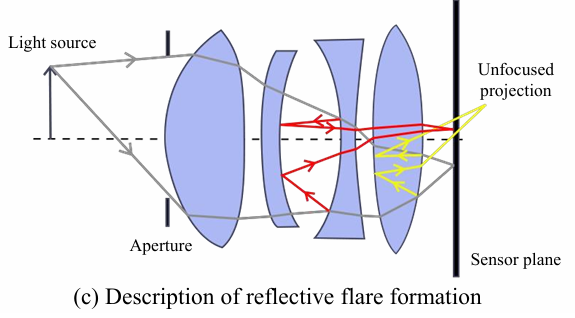 Light source
Unfocused
projection
Aperture
Sensor plane
(c) Description of reflective flare formation